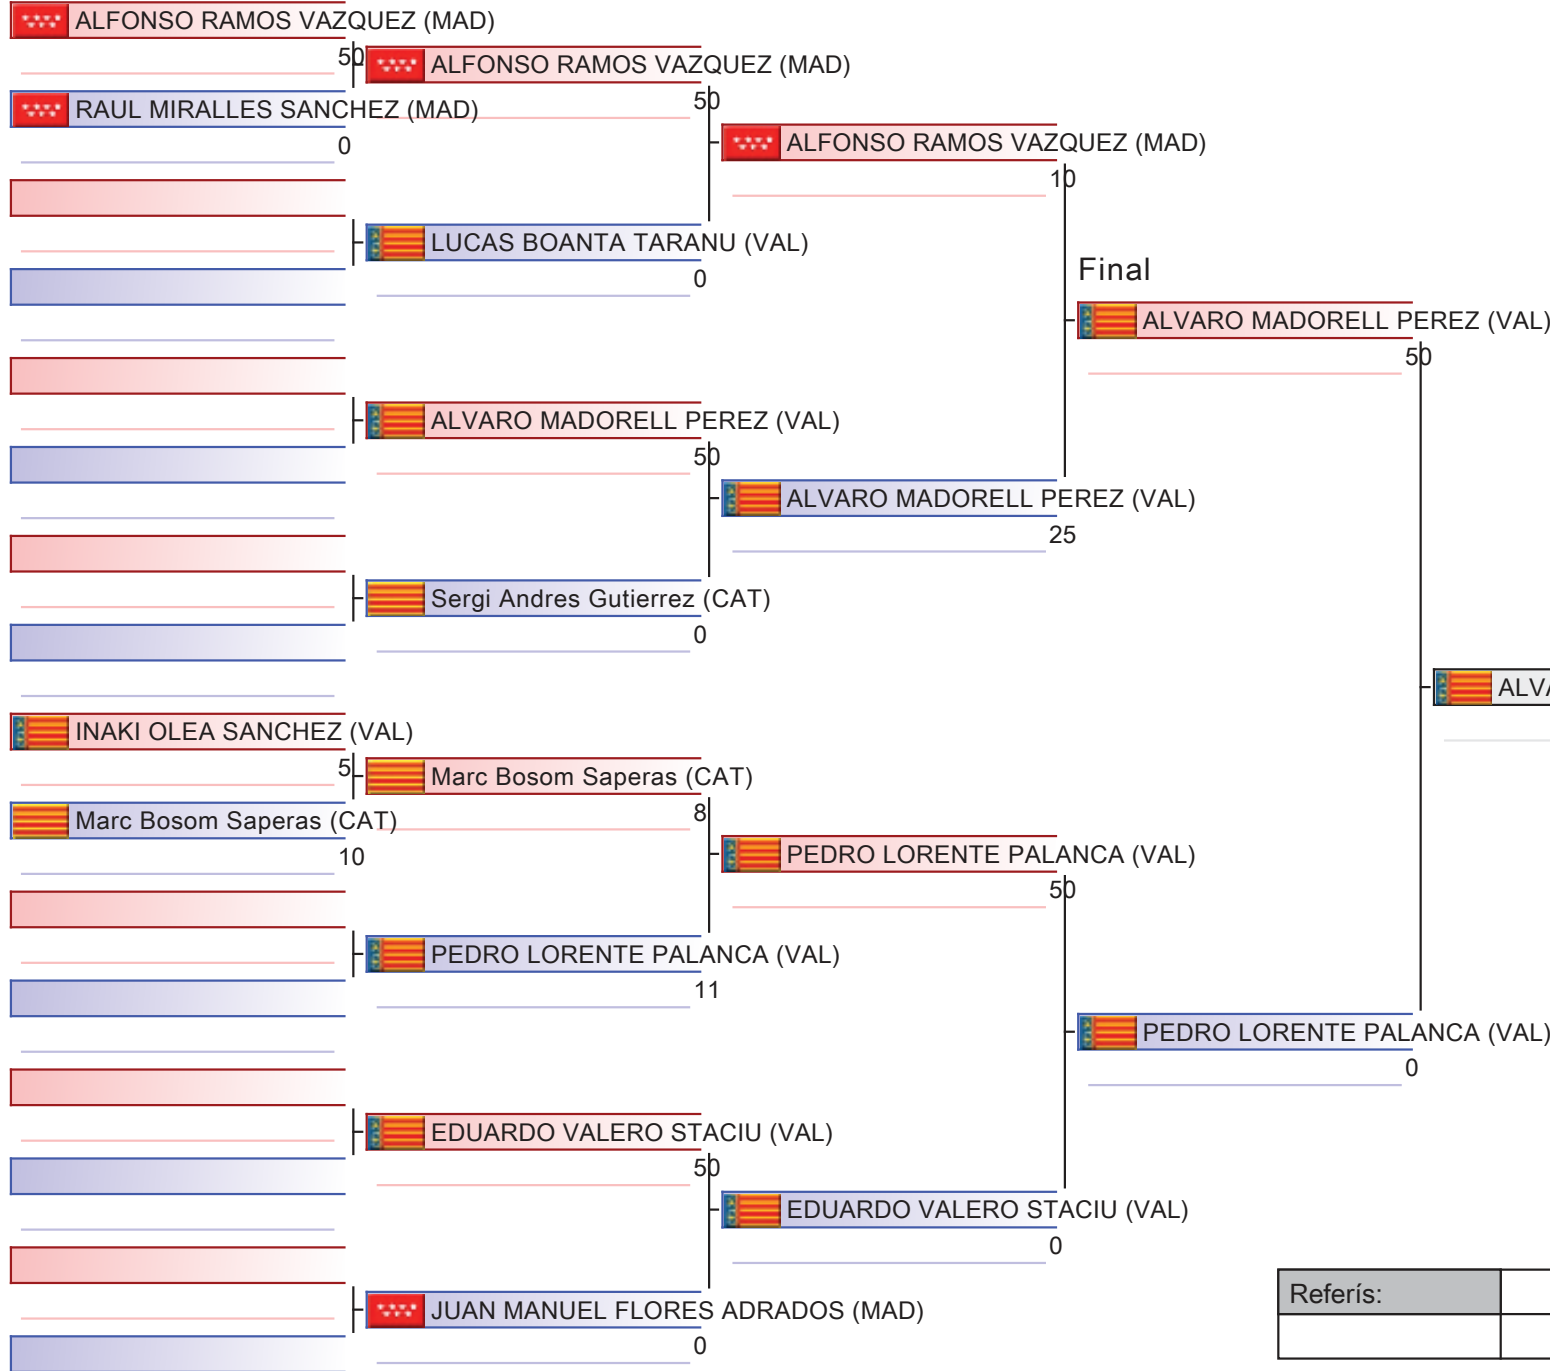 ALFONSO RAMOS VAZQUEZ (MAD)
50
RAUL MIRALLES SANCHEZ (MAD)
0
INAKI OLEA SANCHEZ (VAL)
5
Marc Bosom Saperas (CAT)
10
ALFONSO RAMOS VAZQUEZ (MAD)
50
LUCAS BOANTA TARANU (VAL)
0
ALVARO MADORELL PEREZ (VAL)
50
Sergi Andres Gutierrez (CAT)
0
Marc Bosom Saperas (CAT)
8
PEDRO LORENTE PALANCA (VAL)
11
EDUARDO VALERO STACIU (VAL)
50
JUAN MANUEL FLORES ADRADOS (MAD)
0
ALFONSO RAMOS VAZQUEZ (MAD)
10
ALVARO MADORELL PEREZ (VAL)
25
PEDRO LORENTE PALANCA (VAL)
50
EDUARDO VALERO STACIU (VAL)
0
Final
ALVARO MADORELL PEREZ (VAL)
50
PEDRO LORENTE PALANCA (VAL)
0
ALVA
Referís: